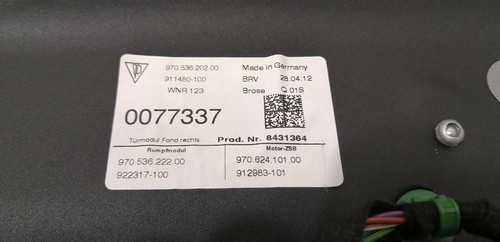 970.536.202.00 Made in Germany
911480-100 BRV 26.04.12
WNR 123 Brose 0.01S
0077337
Türmodul Fond rechts Prod. Nr. 8431364
Rumpfmodul Motor-ZSB
970.536.222.00 970.624.101.00
922317-100 912983-101